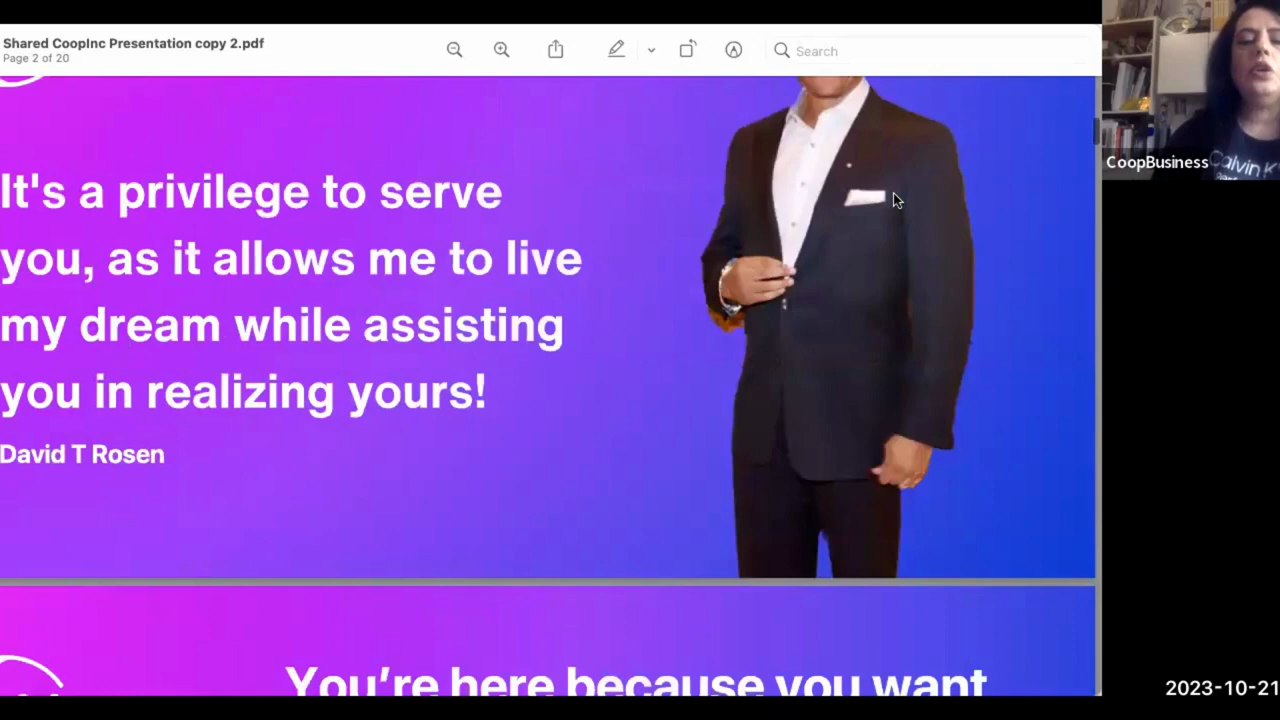 Shared CoopInc Presentation copy 2.pdf
Page 2 of 20
Search
It's a privilege to serve
you, as it allows me to live
my dream while assisting
you in realizing yours!
David T Rosen
You're here because you want
CoopBusiness
Calvin K
2023-10-21